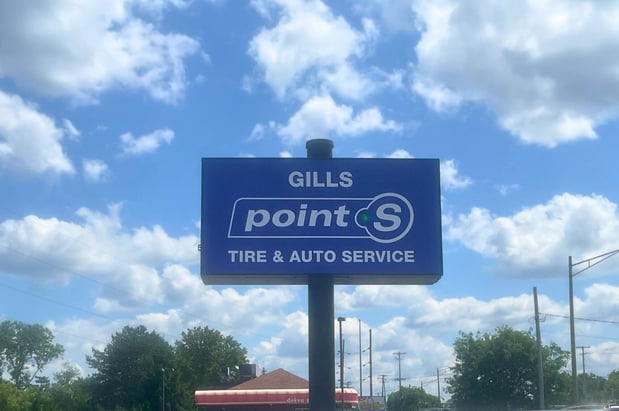 GILLS
point S
TIRE & AUTO SERVICE